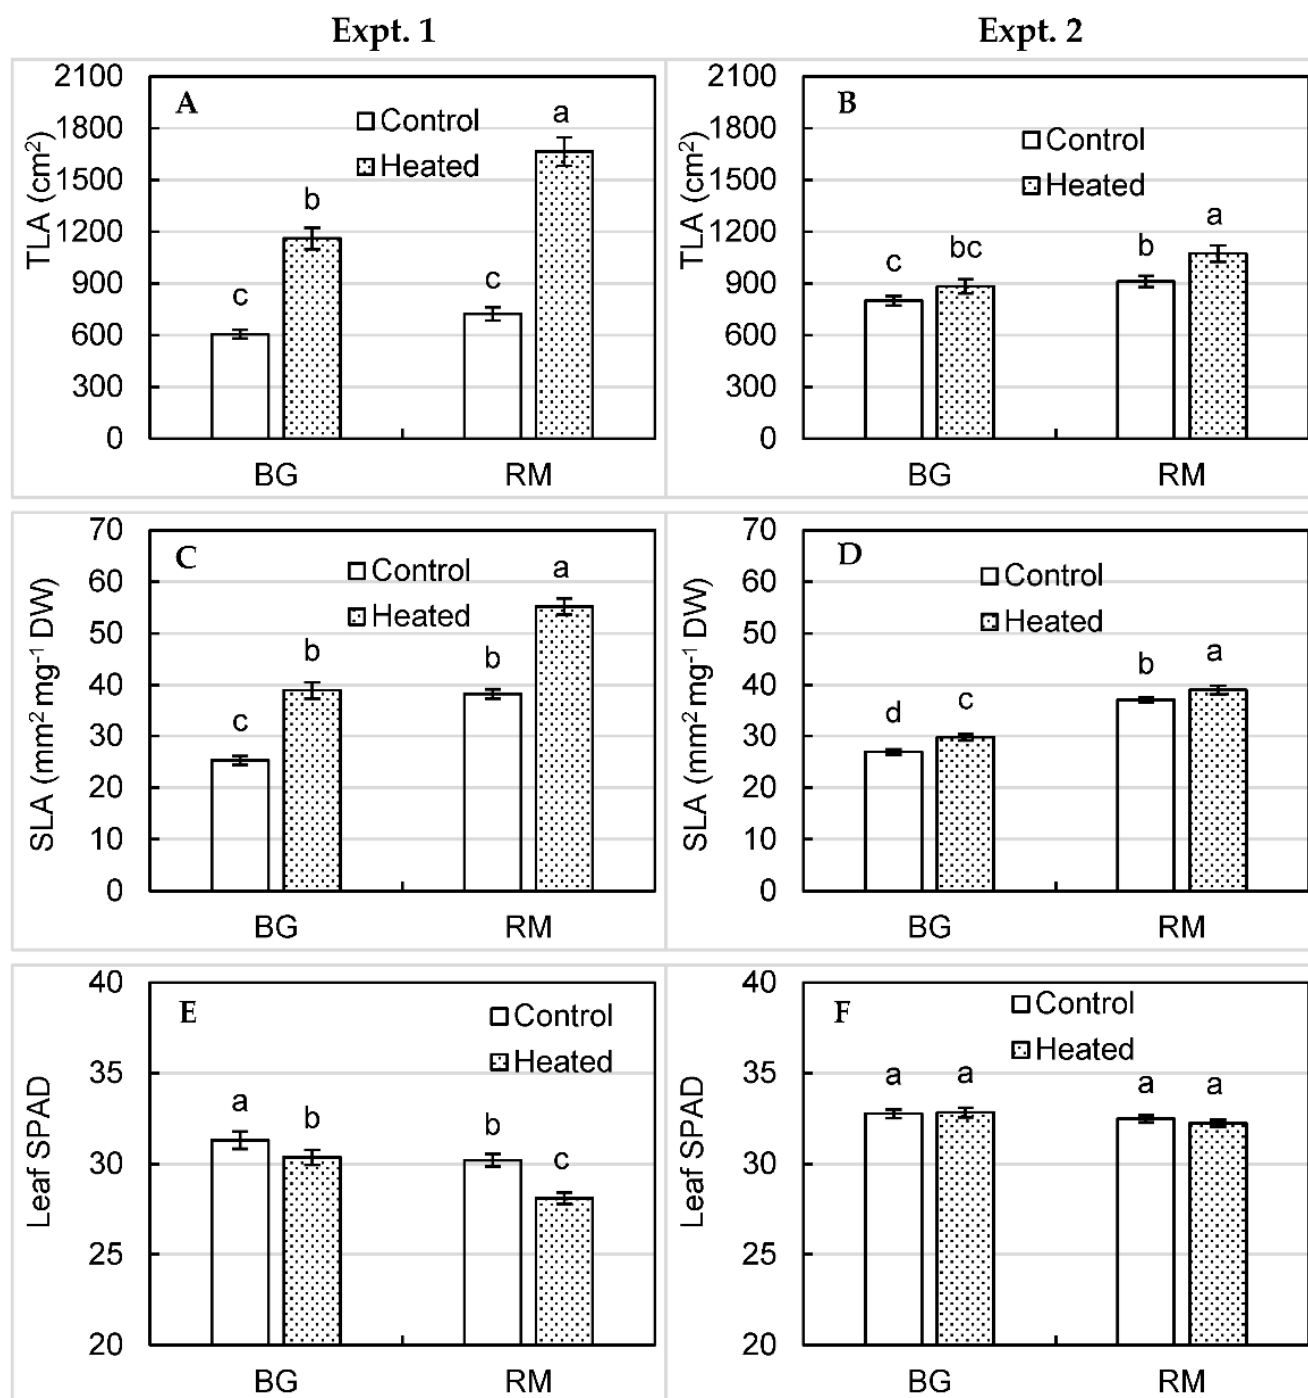 Expt. 1
Expt. 2
A
Control
Heated
TLA (cm²)
2100
1800
1500
1200
900
600
300
0
c
b
c
a
BG
RM
B
Control
Heated
TLA (cm²)
2100
1800
1500
1200
900
600
300
0
c
bc
b
a
BG
RM
C
Control
Heated
SLA (mm² mg⁻¹ DW)
70
60
50
40
30
20
10
0
c
b
b
a
BG
RM
D
Control
Heated
SLA (mm² mg⁻¹ DW)
70
60
50
40
30
20
10
0
d
c
b
a
BG
RM
E
Control
Heated
Leaf SPAD
40
35
30
25
20
a
b
b
c
BG
RM
F
Control
Heated
Leaf SPAD
40
35
30
25
20
a
a
a
a
BG
RM